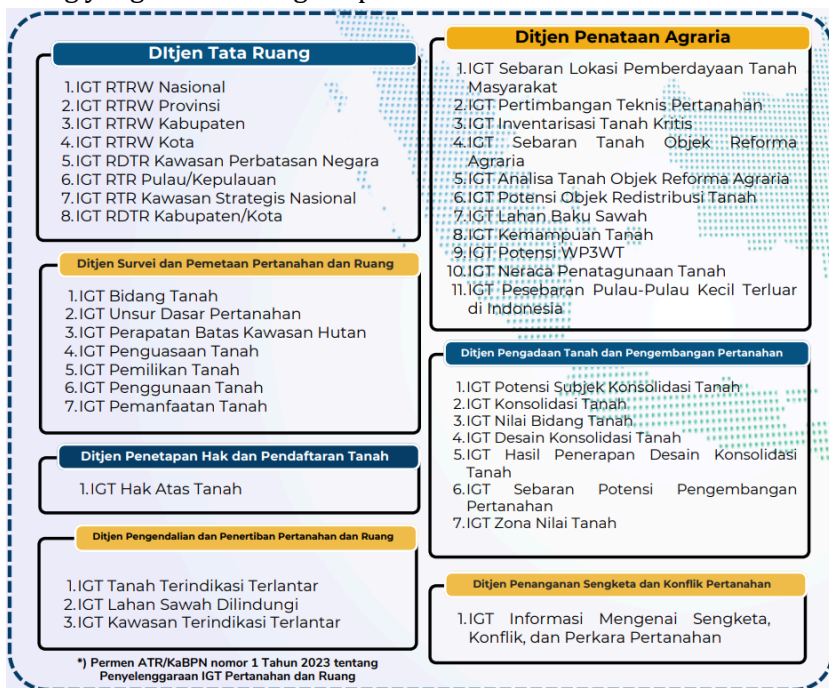 DItjen Tata Ruang
1.IGT RTRW Nasional
2.IGT RTRW Provinsi
3.IGT RTRW Kabupaten
4.IGT RTRW Kota
5.IGT RDTR Kawasan Perbatasan Negara
6.IGT RTR Pulau/Kepulauan
7.IGT RTR Kawasan Strategis Nasional
8.IGT RDTR Kabupaten/Kota
Ditjen Survei dan Pemetaan Pertanahan dan Ruang
1.IGT Bidang Tanah
2.IGT Unsur Dasar Pertanahan
3.IGT Perapatan Batas Kawasan Hutan
4.IGT Penguasaan Tanah
5.IGT Pemilikan Tanah
6.IGT Penggunaan Tanah
7.IGT Pemanfaatan Tanah
Ditjen Penetapan Hak dan Pendaftaran Tanah
1.IGT Hak Atas Tanah
Ditjen Pengendalian dan Penertiban Pertanahan dan Ruang
1.IGT Tanah Terindikasi Terlantar
2.IGT Lahan Sawah Dilindungi
3.IGT Kawasan Terindikasi Terlantar
*) Permen ATR/KaBPN nomor 1 Tahun 2023 tentang
Penyelenggaraan IGT Pertanahan dan Ruang
Ditjen Penataan Agraria
1.IGT Sebaran Lokasi Pemberdayaan Tanah
Masyarakat
2.IGT Pertimbangan Teknis Pertanahan
3.IGT Inventarisasi Tanah Kritis
4.IGT Sebaran Tanah Objek Reforma
Agraria
5.IGT Analisa Tanah Objek Reforma Agraria
6.IGT Potensi Objek Redistribusi Tanah
7.IGT Lahan Baku Sawah
8.IGT Kemampuan Tanah
9.IGT Potensi WP3WT
10.IGT Neraca Penatagunaan Tanah
11.IGT Pesebaran Pulau-Pulau Kecil Terluar
di Indonesia
Ditjen Pengadaan Tanah dan Pengembangan Pertanahan
1.IGT Potensi Subjek Konsolidasi Tanah
2.IGT Konsolidasi Tanah
3.IGT Nilai Bidang Tanah
4.IGT Desain Konsolidasi Tanah
5.IGT Hasil Penerapan Desain Konsolidasi
Tanah
6.IGT Sebaran Potensi Pengembangan
Pertanahan
7.IGT Zona Nilai Tanah
Ditjen Penanganan Sengketa dan Konflik Pertanahan
1.IGT Informasi Mengenai Sengketa,
Konflik, dan Perkara Pertanahan